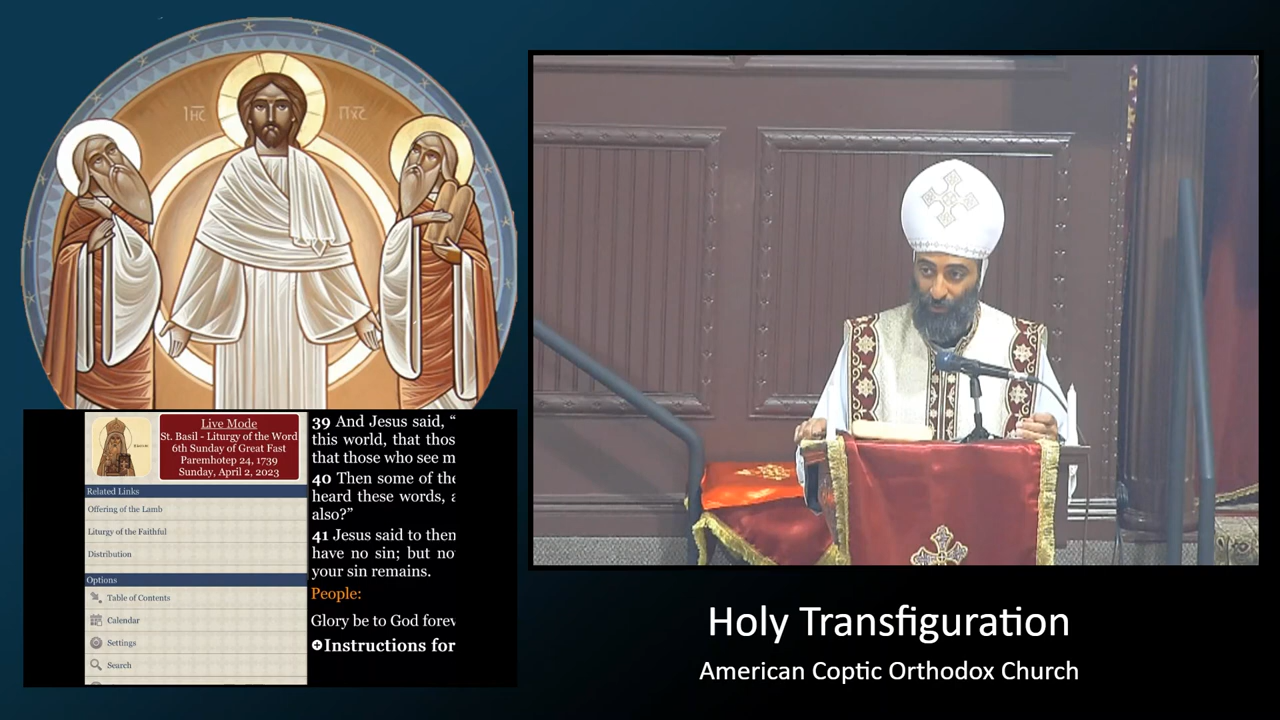 ⲒⲎⲤ ⲠⲬⲤ
Live Mode
St. Basil - Liturgy of the Word
6th Sunday of Great Fast
Paremhotep 24, 1739
Sunday, April 2, 2023
Related Links
Offering of the Lamb
Liturgy of the Faithful
Distribution
Options
Table of Contents
Calendar
Settings
Search
39 And Jesus said, “
this world, that thos
that those who see m
40 Then some of the
heard these words, a
also?”
41 Jesus said to then
have no sin; but no
your sin remains.
People:
Glory be to God forev
Instructions for
Holy Transfiguration
American Coptic Orthodox Church